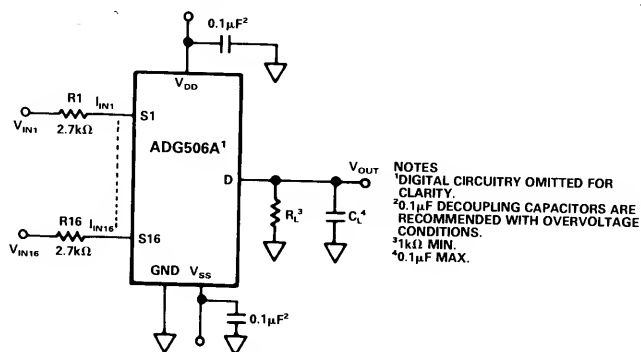 0.1µF²
V_DD
R1
I_IN1
S1
V_IN1
2.7kΩ
ADG506A¹
D
V_OUT
R_L³
C_L⁴
R16
I_IN16
S16
V_IN16
2.7kΩ
GND
V_SS
0.1µF²
NOTES
¹DIGITAL CIRCUITRY OMITTED FOR
CLARITY.
²0.1µF DECOUPLING CAPACITORS ARE
RECOMMENDED WITH OVERVOLTAGE
CONDITIONS.
³1kΩ MIN.
⁴0.1µF MAX.